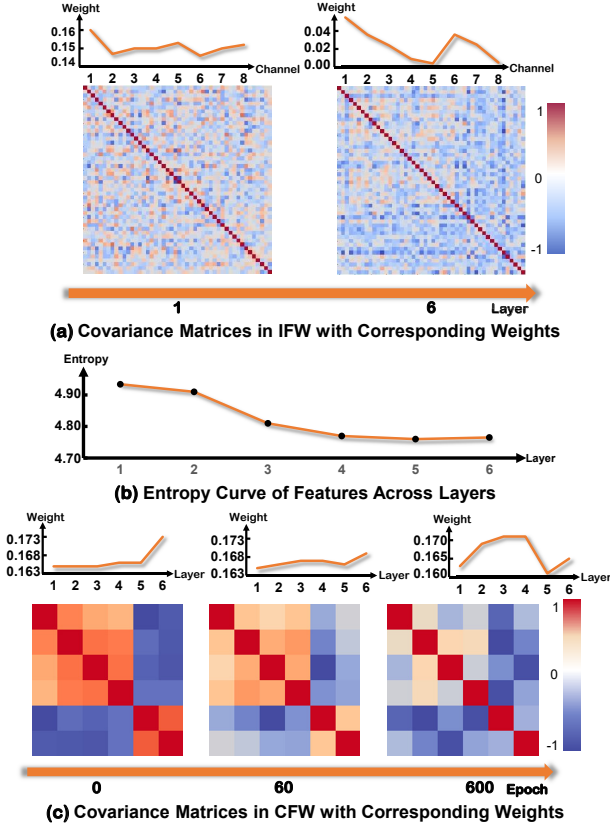 Weight
0.16
0.15
0.14
1 2 3 4 5 6 7 8
Channel
Weight
0.04
0.02
0.00
1 2 3 4 5 6 7 8
Channel
1
0
-1
1
6
Layer
(a) Covariance Matrices in IFW with Corresponding Weights
Entropy
4.90
4.80
4.70
1 2 3 4 5 6
Layer
(b) Entropy Curve of Features Across Layers
Weight
0.173
0.168
0.163
1 2 3 4 5 6
Layer
Weight
0.173
0.168
0.163
1 2 3 4 5 6
Layer
Weight
0.170
0.165
0.160
1 2 3 4 5 6
Layer
1
0
-1
0
60
600
Epoch
(c) Covariance Matrices in CFW with Corresponding Weights